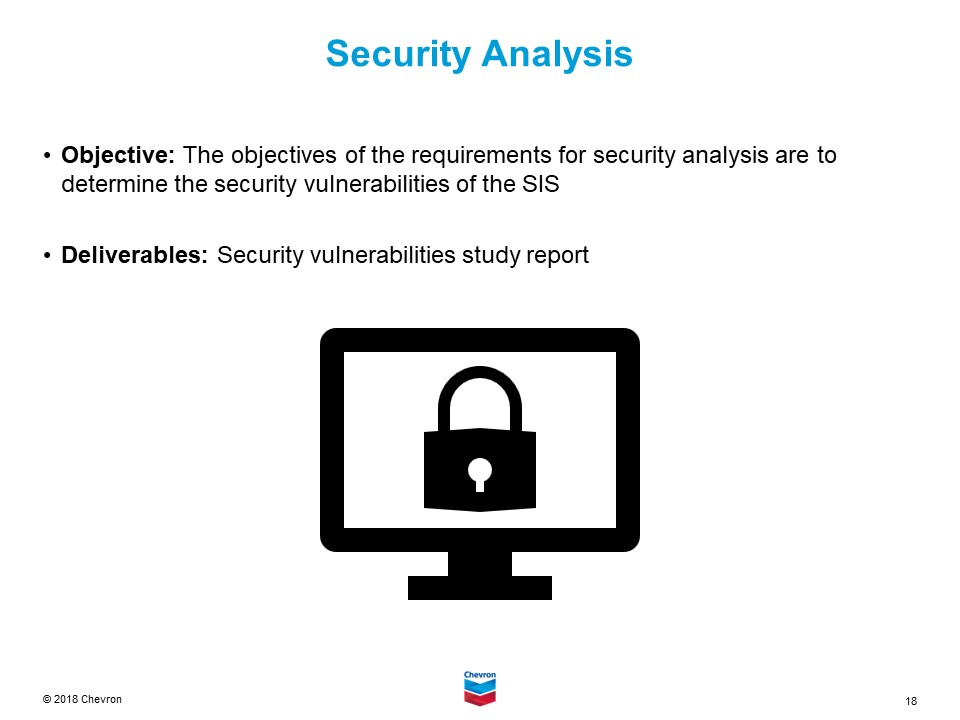 Security Analysis
• Objective: The objectives of the requirements for security analysis are to
determine the security vulnerabilities of the SIS
• Deliverables: Security vulnerabilities study report
© 2018 Chevron
Chevron
18